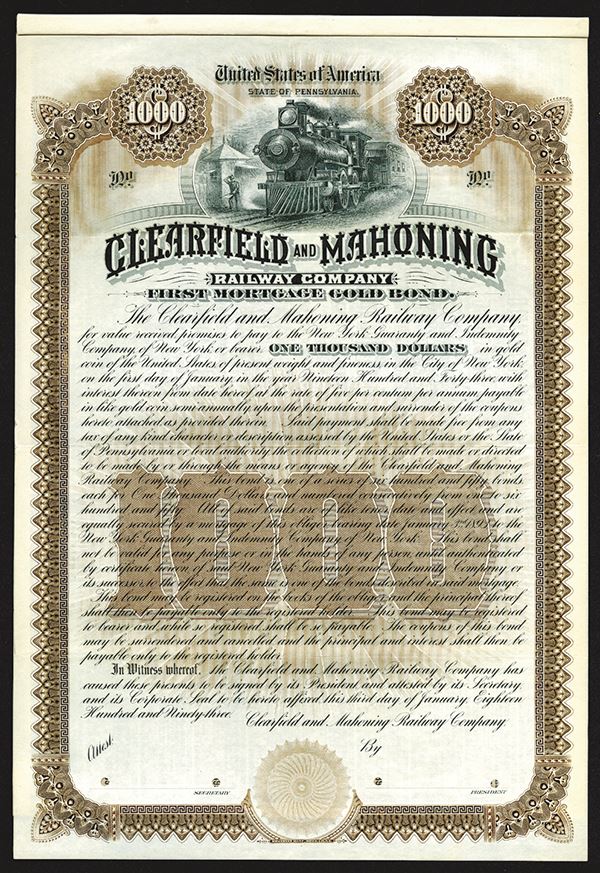 United States of America
STATE OF PENNSYLVANIA.
$1000
$1000
No
No
CLEARFIELD AND MAHONING
RAILWAY COMPANY
FIRST MORTGAGE GOLD BOND.
The Clearfield and Mahoning Railway Company,
for value received promises to pay to the New York Guaranty and Indemnity
Company of New York or bearer, ONE THOUSAND DOLLARS in gold
coin of the United States of present weight and fineness, in the City of New York
on the first day of January in the year Nineteen Hundred and Forty three, with
interest thereon from date hereof at the rate of five per centum per annum payable
in like gold coin semi annually, upon the presentation and surrender of the coupons
hereto attached as provided therein. Said payment shall be made free from any
tax of any kind, character or description assessed by the United States or the State
of Pennsylvania or local authority in collection of which shall be made or directed
to be made by or through the means or agency of the Clearfield and Mahoning
Railway Company. This bond is one of a series of six hundred and fifty bonds
each for One Thousand Dollars and numbered consecutively from one to six
hundred and fifty. All of said bonds are of like tenor, date and effect and are
equally secured by a mortgage of the obligor bearing date January 3rd 1893 to the
New York Guaranty and Indemnity Company of New York. This bond shall
not be valid for any purpose or in the hands of any person, until authenticated
by certificate hereon of said New York Guaranty and Indemnity Company or
its successor, to the effect that the same is one of the bonds described in said mortgage.
This bond may be registered on the books of the obligor and the principal thereof
shall then be payable only to the registered holder. This bond may be registered
to bearer and while so registered shall be so payable. The coupons of this bond
may be surrendered and cancelled and the principal and interest shall then be
payable only to the registered holder.
In Witness whereof, The Clearfield and Mahoning Railway Company has
caused these presents to be signed by its President and attested by its Secretary,
and its Corporate Seal to be hereto affixed this third day of January Eighteen
Hundred and Ninety-three.
Clearfield and Mahoning Railway Company
Attest:
By
SECRETARY
PRESIDENT
1000